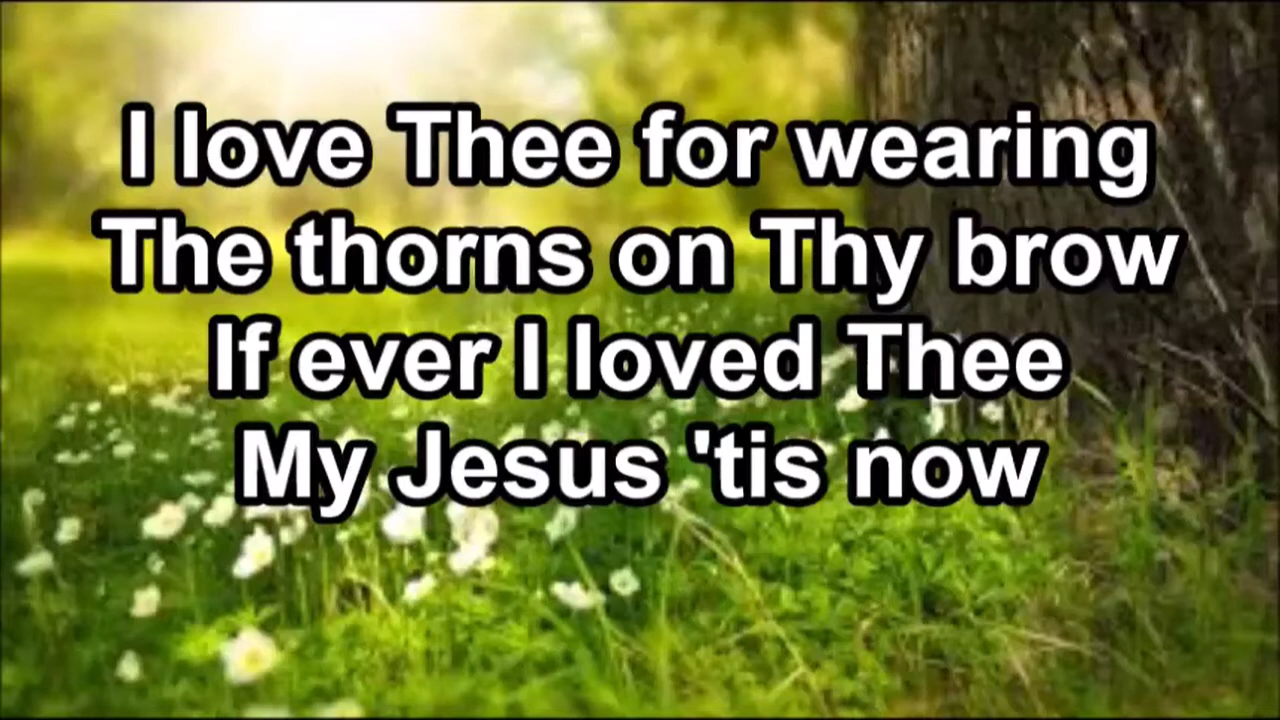 I love Thee for wearing
The thorns on Thy brow
If ever I loved Thee
My Jesus 'tis now